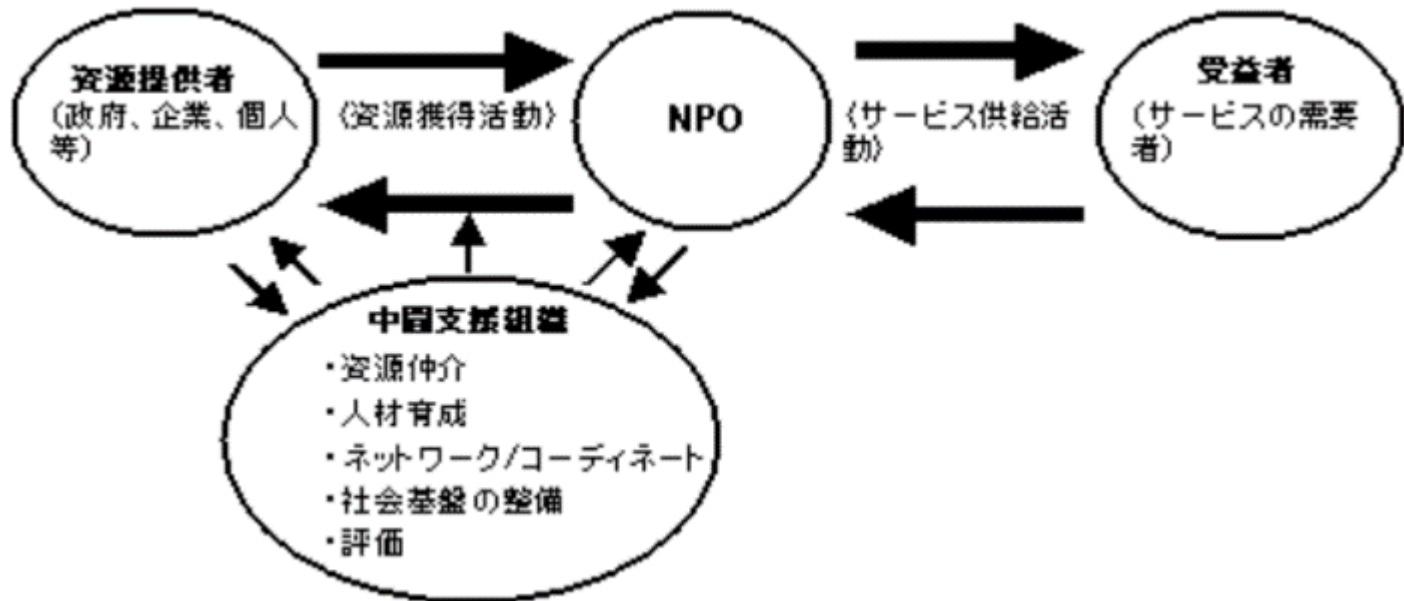 資源提供者
(政府、企業、個人
等)
〈資源獲得活動〉
NPO
〈サービス供給活
動〉
受益者
(サービスの需要
者)
中間支援組織
・資源仲介
・人材育成
・ネットワーク/コーディネート
・社会基盤の整備
・評価